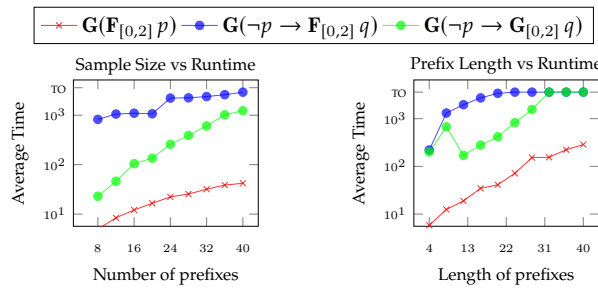 G(F[0,2] p) G(¬p → F[0,2] q) G(¬p → G[0,2] q)
Sample Size vs Runtime
TO
10³
10²
10¹
Average Time
8 16 24 32 40
Number of prefixes
Prefix Length vs Runtime
TO
10³
10²
10¹
Average Time
4 13 22 31 40
Length of prefixes